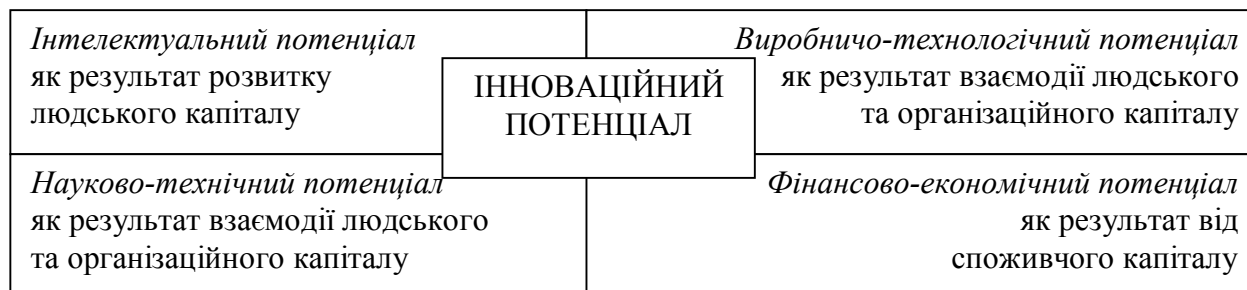 Інтелектуальний потенціал
як результат розвитку
людського капіталу
Виробничо-технологічний потенціал
як результат взаємодії людського
та організаційного капіталу
ІННОВАЦІЙНИЙ
ПОТЕНЦІАЛ
Науково-технічний потенціал
як результат взаємодії людського
та організаційного капіталу
Фінансово-економічний потенціал
як результат від
споживчого капіталу